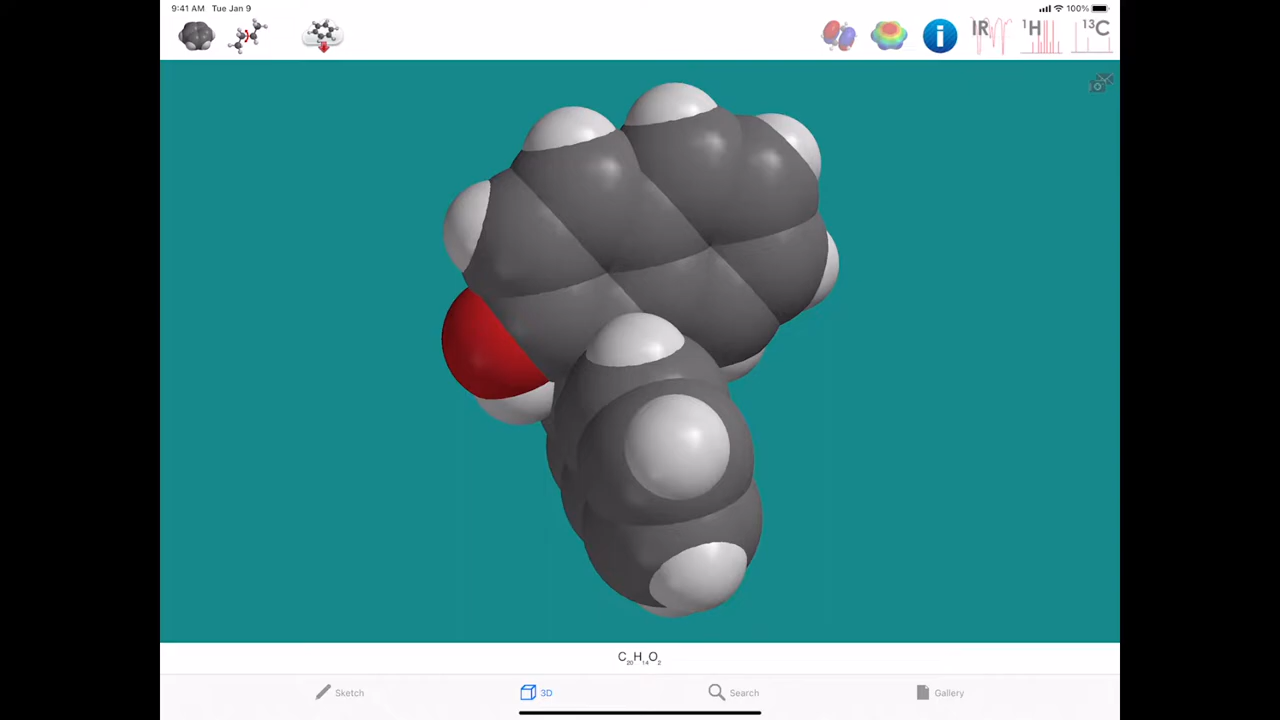 9:41 AM Tue Jan 9 100%
i IR ¹H ¹³C
C₂₀H₁₄O₂
Sketch 3D Search Gallery